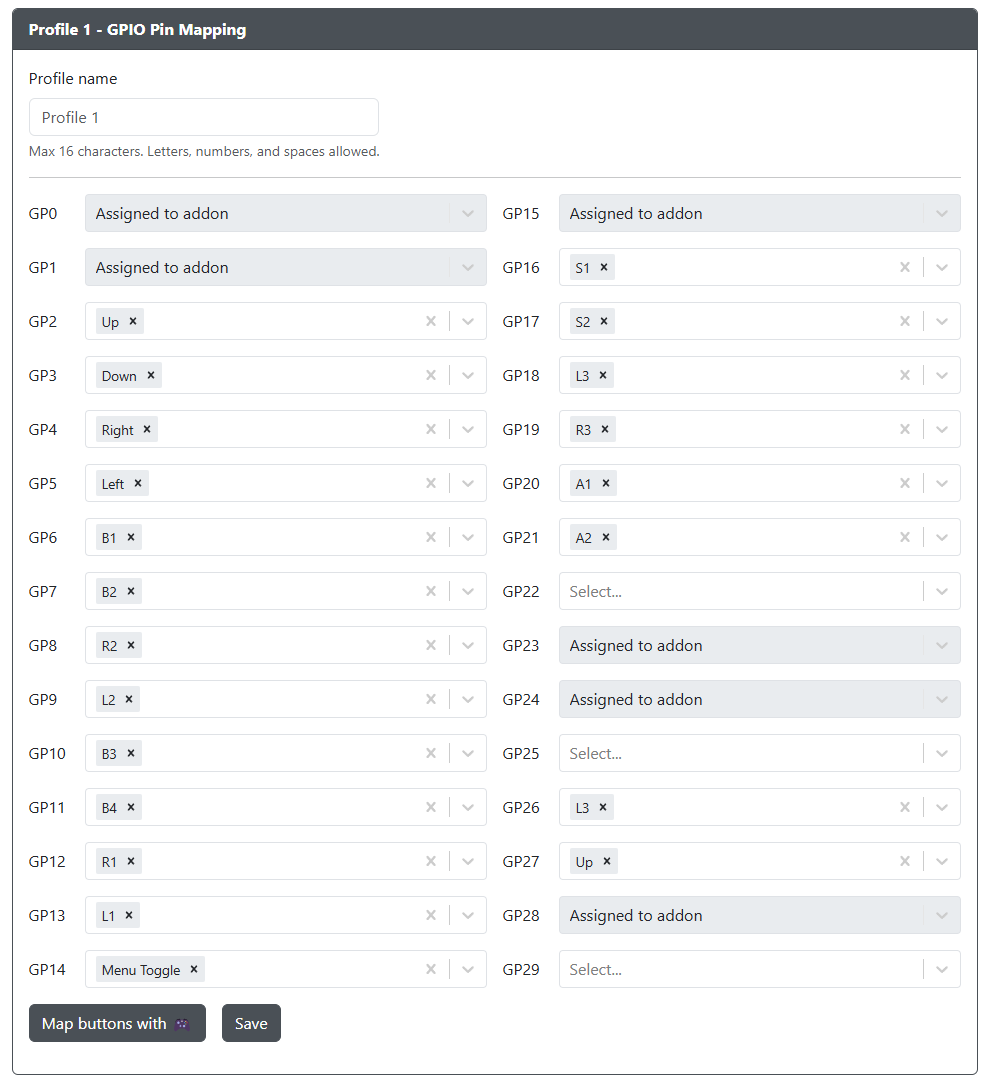 Profile 1 - GPIO Pin Mapping
Profile name
Profile 1
Max 16 characters. Letters, numbers, and spaces allowed.
GP0 Assigned to addon
GP1 Assigned to addon
GP2 Up ×
GP3 Down ×
GP4 Right ×
GP5 Left ×
GP6 B1 ×
GP7 B2 ×
GP8 R2 ×
GP9 L2 ×
GP10 B3 ×
GP11 B4 ×
GP12 R1 ×
GP13 L1 ×
GP14 Menu Toggle ×
GP15 Assigned to addon
GP16 S1 ×
GP17 S2 ×
GP18 L3 ×
GP19 R3 ×
GP20 A1 ×
GP21 A2 ×
GP22 Select...
GP23 Assigned to addon
GP24 Assigned to addon
GP25 Select...
GP26 L3 ×
GP27 Up ×
GP28 Assigned to addon
GP29 Select...
Map buttons with 🎮
Save